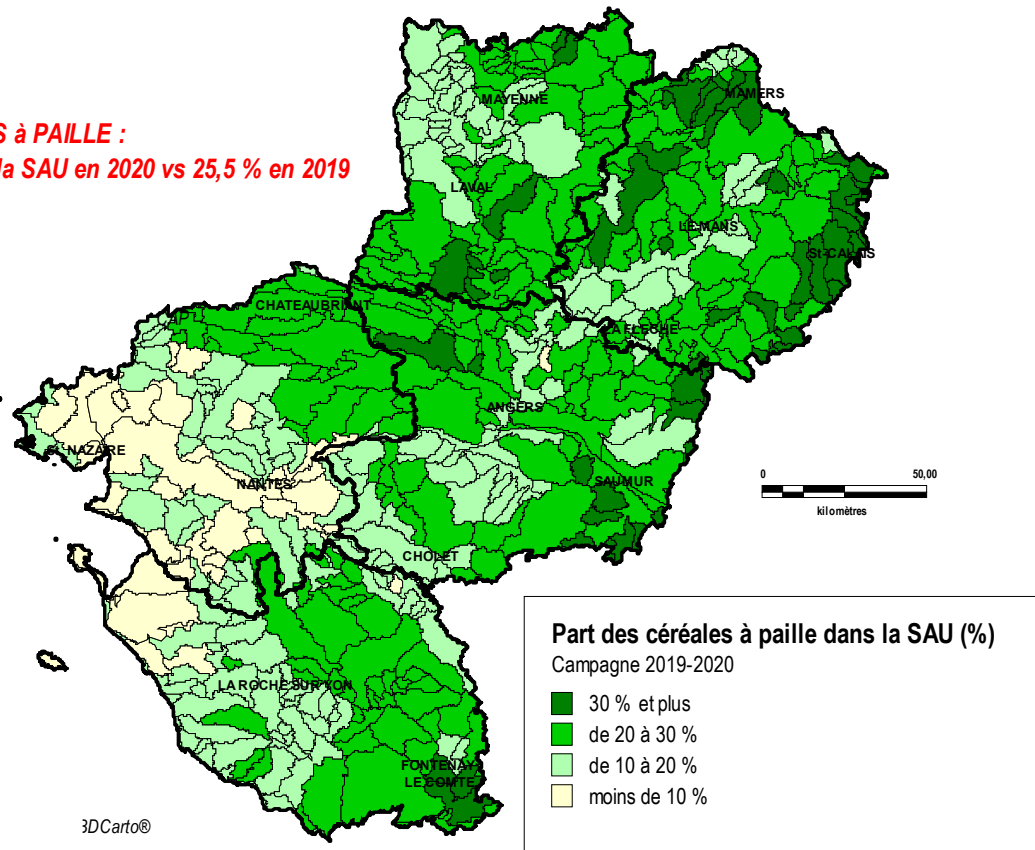 S à PAILLE :
la SAU en 2020 vs 25,5 % en 2019
MAYENNE
MAMERS
LAVAL
LE MANS
St-CALAIS
CHATEAUBRIANT
CAP
LA FLECHE
ANGERS
St-NAZAIRE
NANTES
SAUMUR
CHOLET
LA ROCHE SUR YON
FONTENAY
LE COMTE
0 50,00
kilomètres
Part des céréales à paille dans la SAU (%)
Campagne 2019-2020
30 % et plus
de 20 à 30 %
de 10 à 20 %
moins de 10 %
3DCarto®